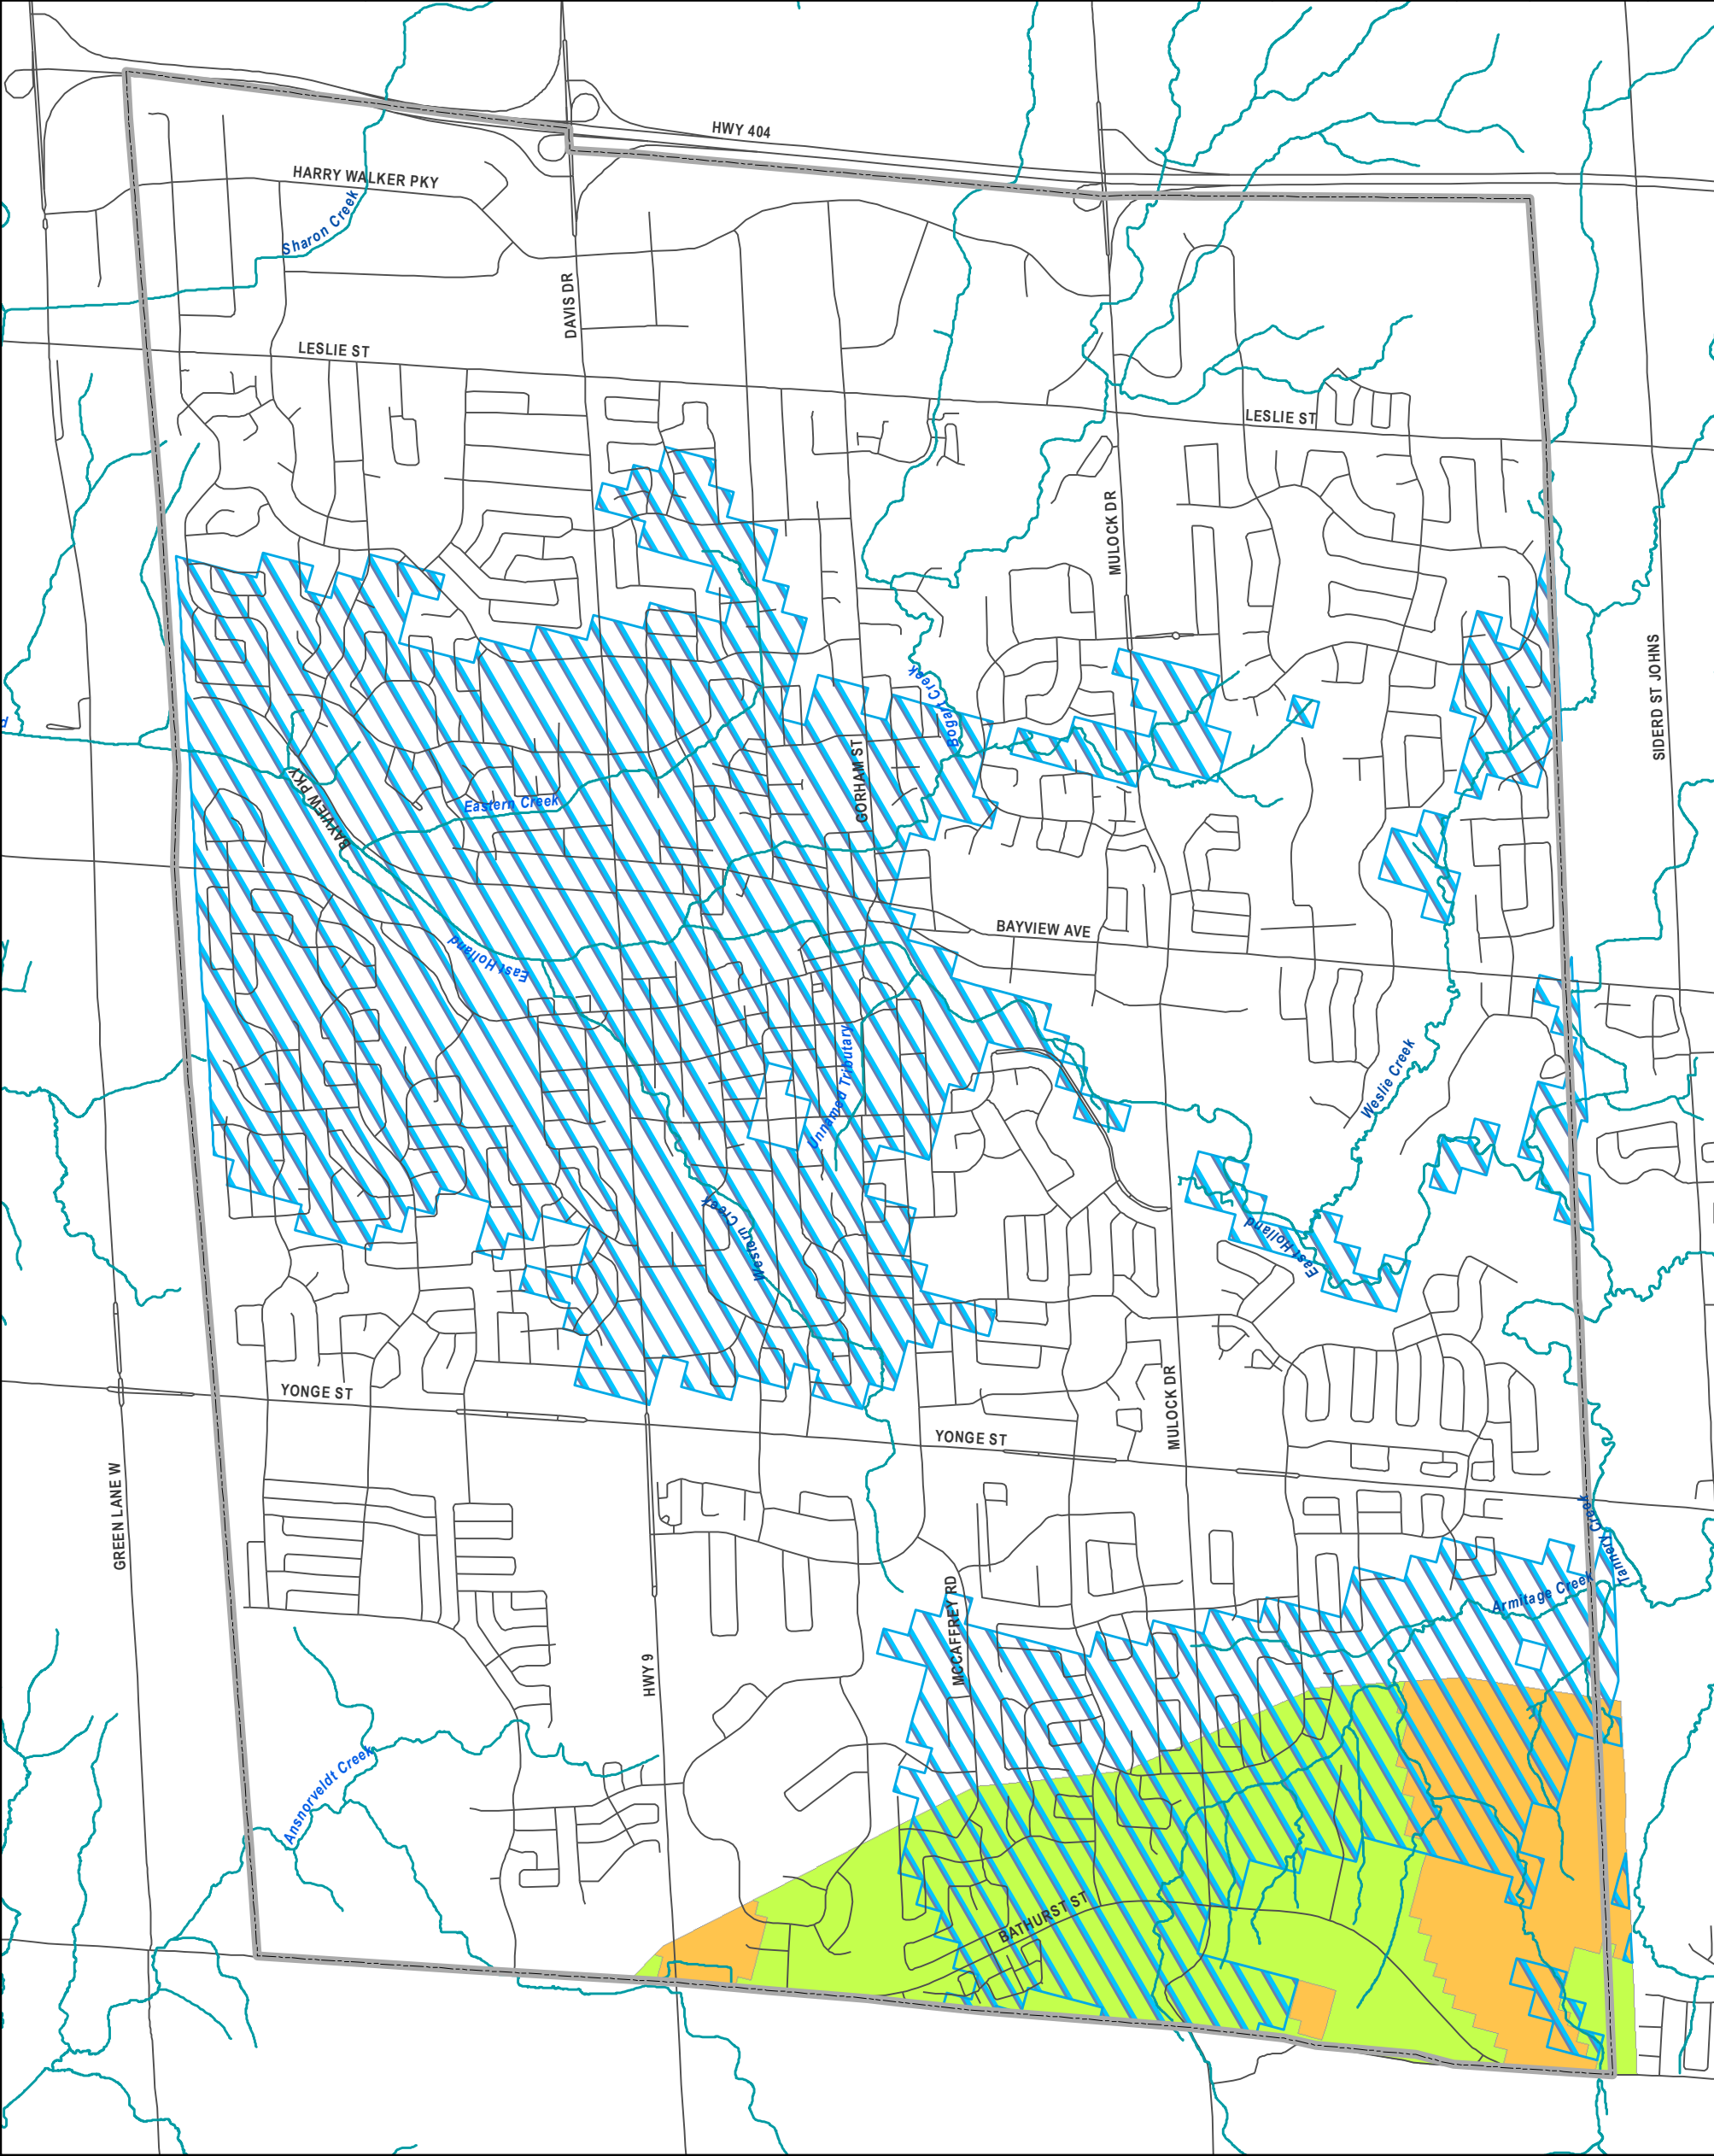 HWY 404
HARRY WALKER PKY
Sharon Creek
DAVIS DR
LESLIE ST
LESLIE ST
MULOCK DR
SIDERD ST JOHNS
Bogart Creek
GORHAM ST
BAYVIEW PKY
Eastern Creek
BAYVIEW AVE
East Holland
Unnamed Tributary
Weslie Creek
Western Creek
East Holland
YONGE ST
MULOCK DR
YONGE ST
GREEN LANE W
Tannery Creek
Armitage Creek
MCCAFFREY RD
HWY 9
Ansnorveldt Creek
BATHURST ST